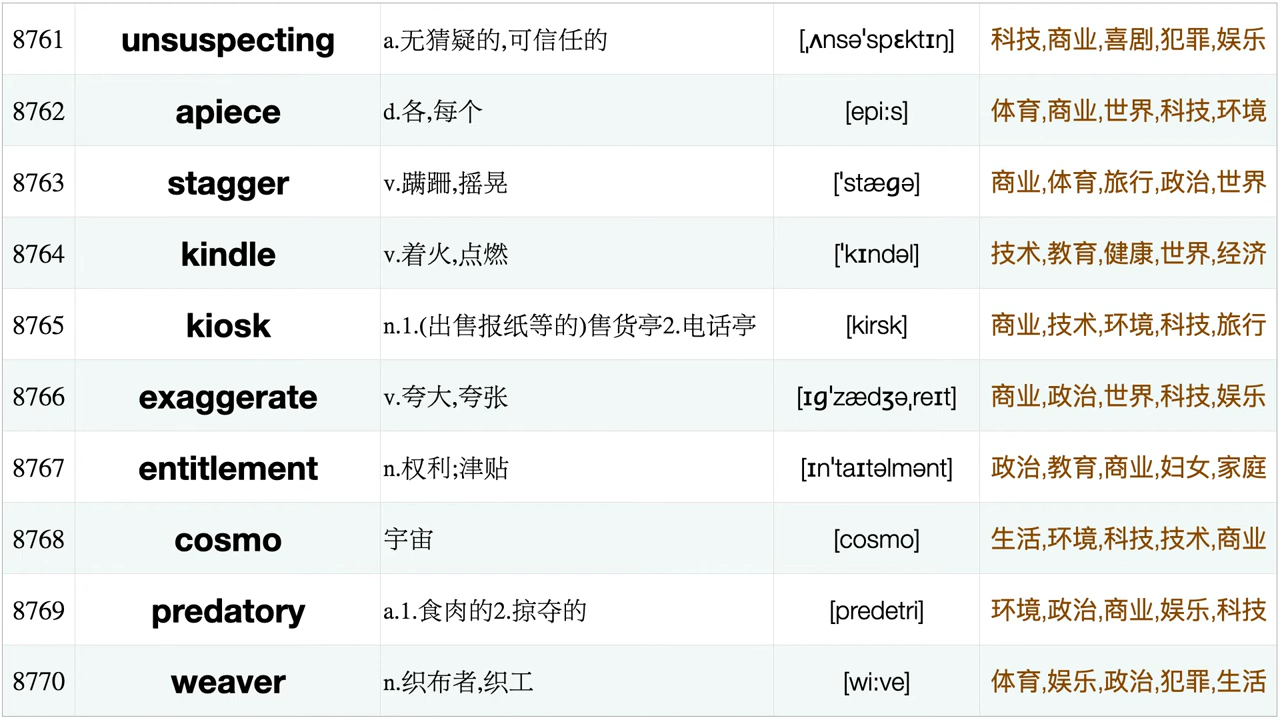 8761 unsuspecting a.无猜疑的,可信任的 [ˌʌnsəˈspɛktɪŋ] 科技,商业,喜剧,犯罪,娱乐
8762 apiece d.各,每个 [epi:s] 体育,商业,世界,科技,环境
8763 stagger v.蹒跚,摇晃 [ˈstægə] 商业,体育,旅行,政治,世界
8764 kindle v.着火,点燃 [ˈkɪndəl] 技术,教育,健康,世界,经济
8765 kiosk n.1.(出售报纸等的)售货亭2.电话亭 [kirsk] 商业,技术,环境,科技,旅行
8766 exaggerate v.夸大,夸张 [ɪgˈzædʒəˌreɪt] 商业,政治,世界,科技,娱乐
8767 entitlement n.权利;津贴 [ɪnˈtaɪtəlmənt] 政治,教育,商业,妇女,家庭
8768 cosmo 宇宙 [cosmo] 生活,环境,科技,技术,商业
8769 predatory a.1.食肉的2.掠夺的 [predetri] 环境,政治,商业,娱乐,科技
8770 weaver n.织布者,织工 [wi:ve] 体育,娱乐,政治,犯罪,生活